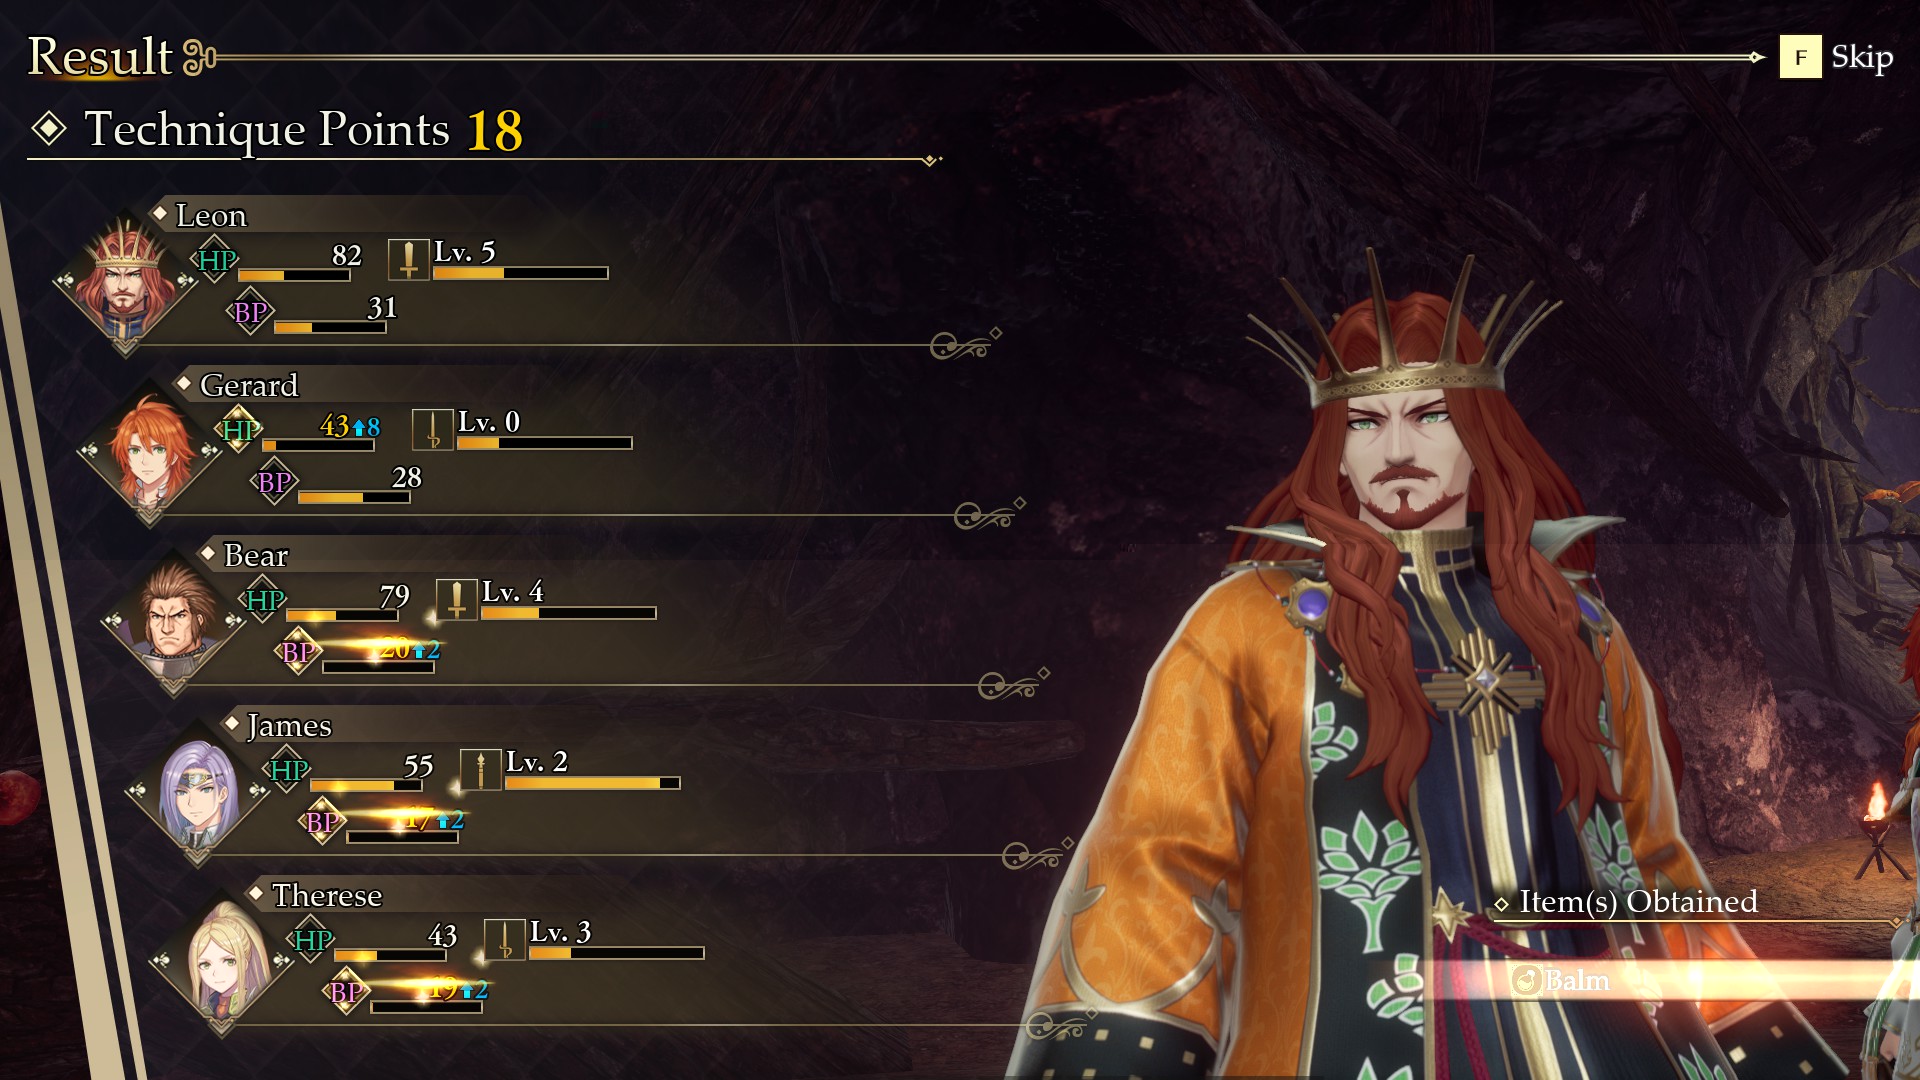 Result
F Skip
Technique Points 18
Leon
HP 82 Lv. 5
BP 31
Gerard
HP 43 ↑8 Lv. 0
BP 28
Bear
HP 79 Lv. 4
BP 20 ↑2
James
HP 55 Lv. 2
BP 17 ↑2
Therese
HP 43 Lv. 3
BP 19 ↑2
Item(s) Obtained
Balm